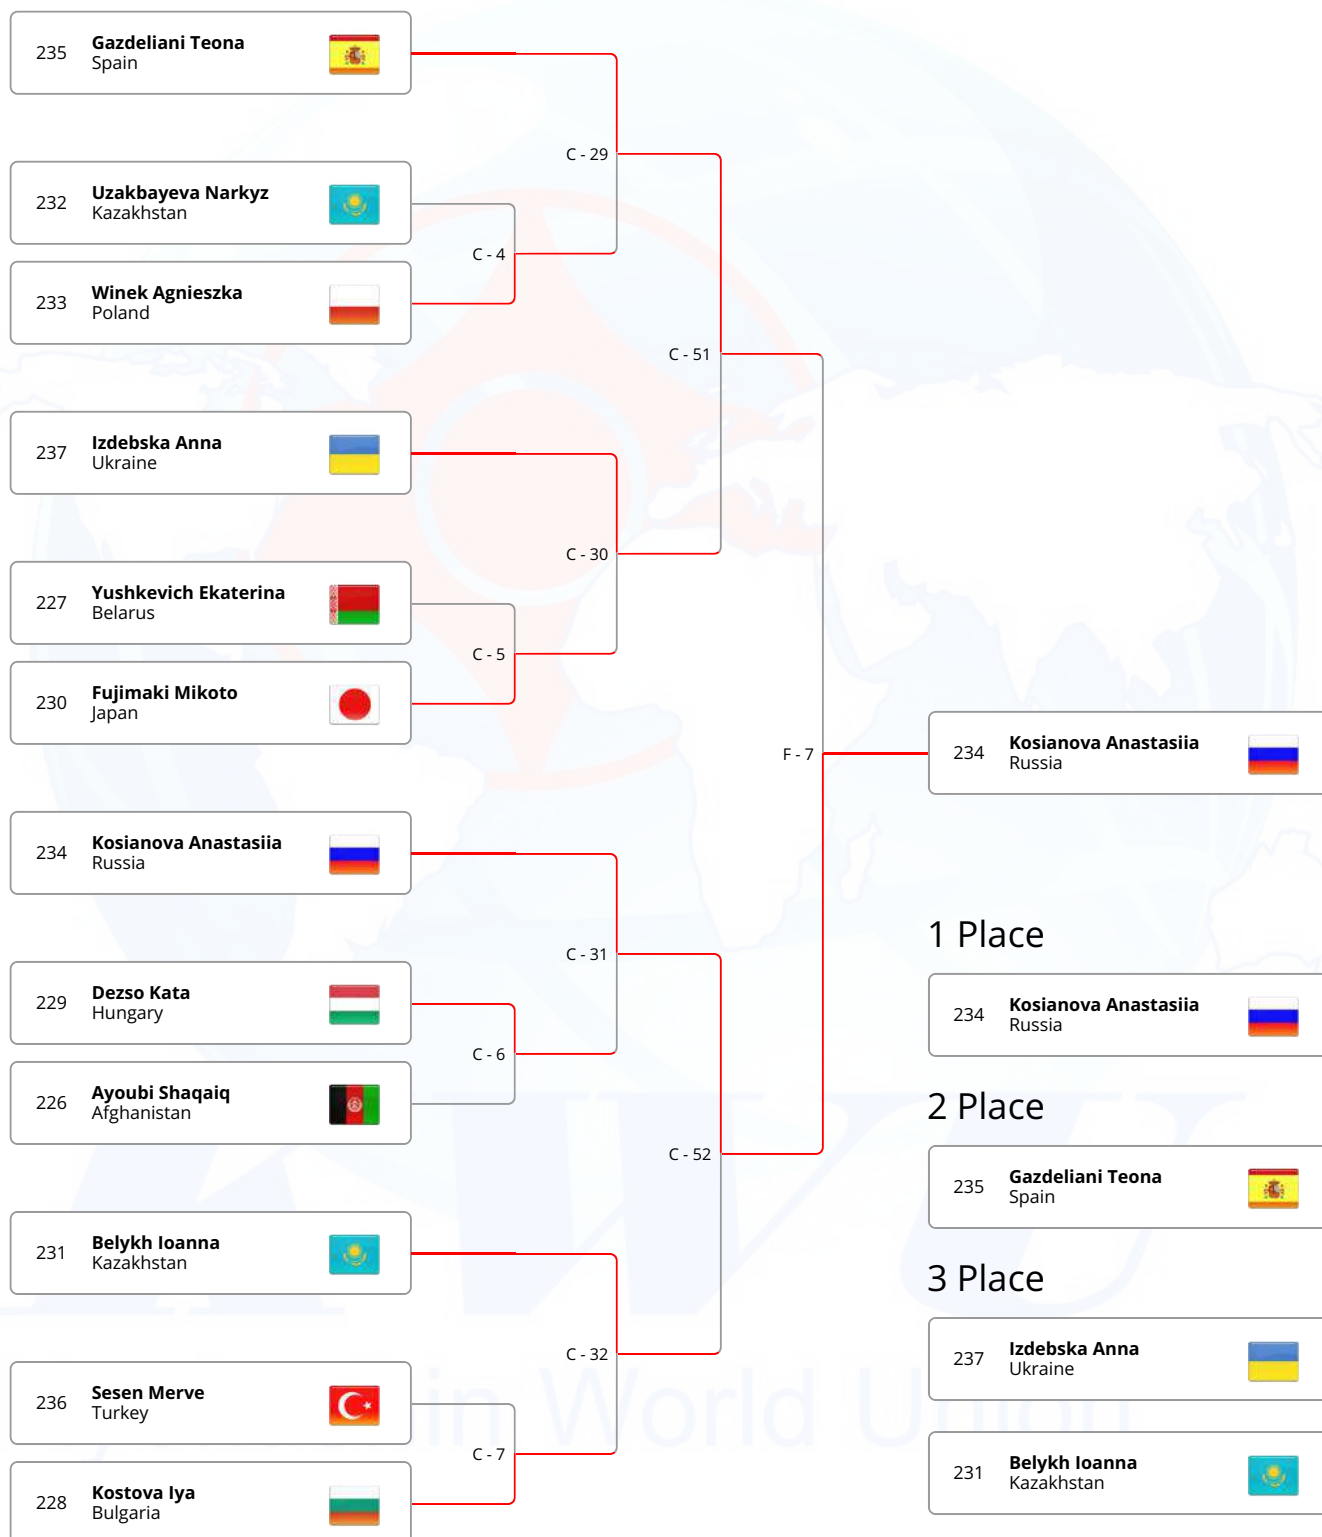 235 Gazdeliani Teona
Spain
C - 29
232 Uzakbayeva Narkyz
Kazakhstan
C - 4
233 Winek Agnieszka
Poland
C - 51
237 Izdebska Anna
Ukraine
C - 30
227 Yushkevich Ekaterina
Belarus
C - 5
230 Fujimaki Mikoto
Japan
F - 7
234 Kosianova Anastasiia
Russia
234 Kosianova Anastasiia
Russia
C - 31
229 Dezso Kata
Hungary
C - 6
226 Ayoubi Shaqaiq
Afghanistan
C - 52
231 Belykh Ioanna
Kazakhstan
C - 32
236 Sesen Merve
Turkey
C - 7
228 Kostova Iya
Bulgaria
1 Place
234 Kosianova Anastasiia
Russia
2 Place
235 Gazdeliani Teona
Spain
3 Place
237 Izdebska Anna
Ukraine
231 Belykh Ioanna
Kazakhstan
KWU
World Union